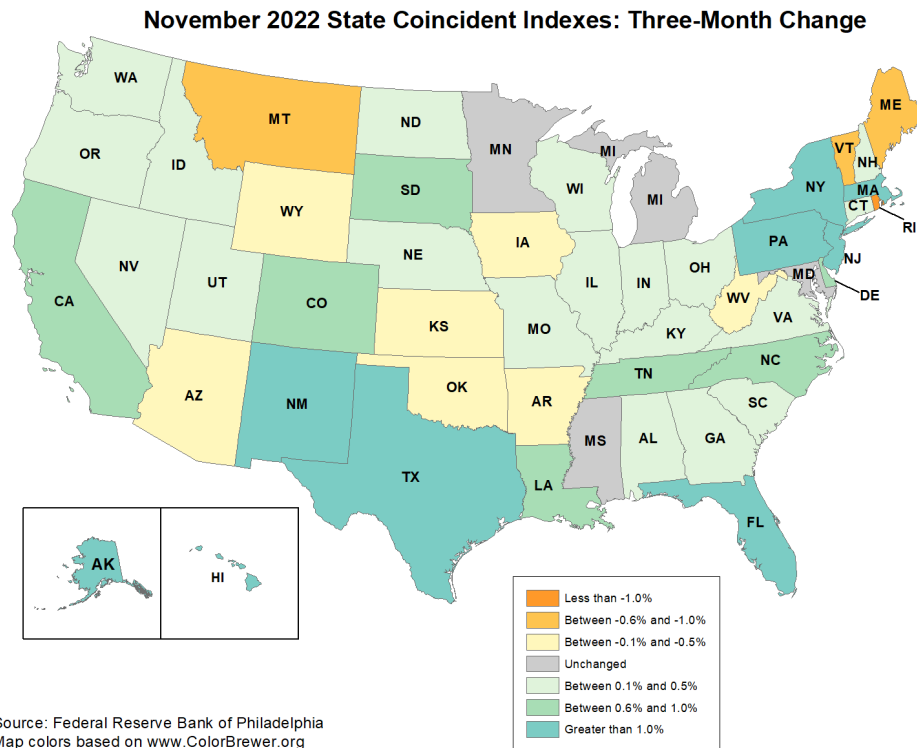 November 2022 State Coincident Indexes: Three-Month Change
WA
MT
ND
MN
ME
OR
ID
MI
VT
NH
SD
WI
NY
MA
WY
MI
CT
RI
IA
PA
NE
NJ
NV
UT
OH
MD
CA
CO
IL
IN
WV
DE
KS
MO
VA
KY
NC
TN
AZ
NM
OK
AR
SC
MS
AL
GA
TX
LA
FL
AK
HI
Less than -1.0%
Between -0.6% and -1.0%
Between -0.1% and -0.5%
Unchanged
Between 0.1% and 0.5%
Between 0.6% and 1.0%
Greater than 1.0%
Source: Federal Reserve Bank of Philadelphia
Map colors based on www.ColorBrewer.org